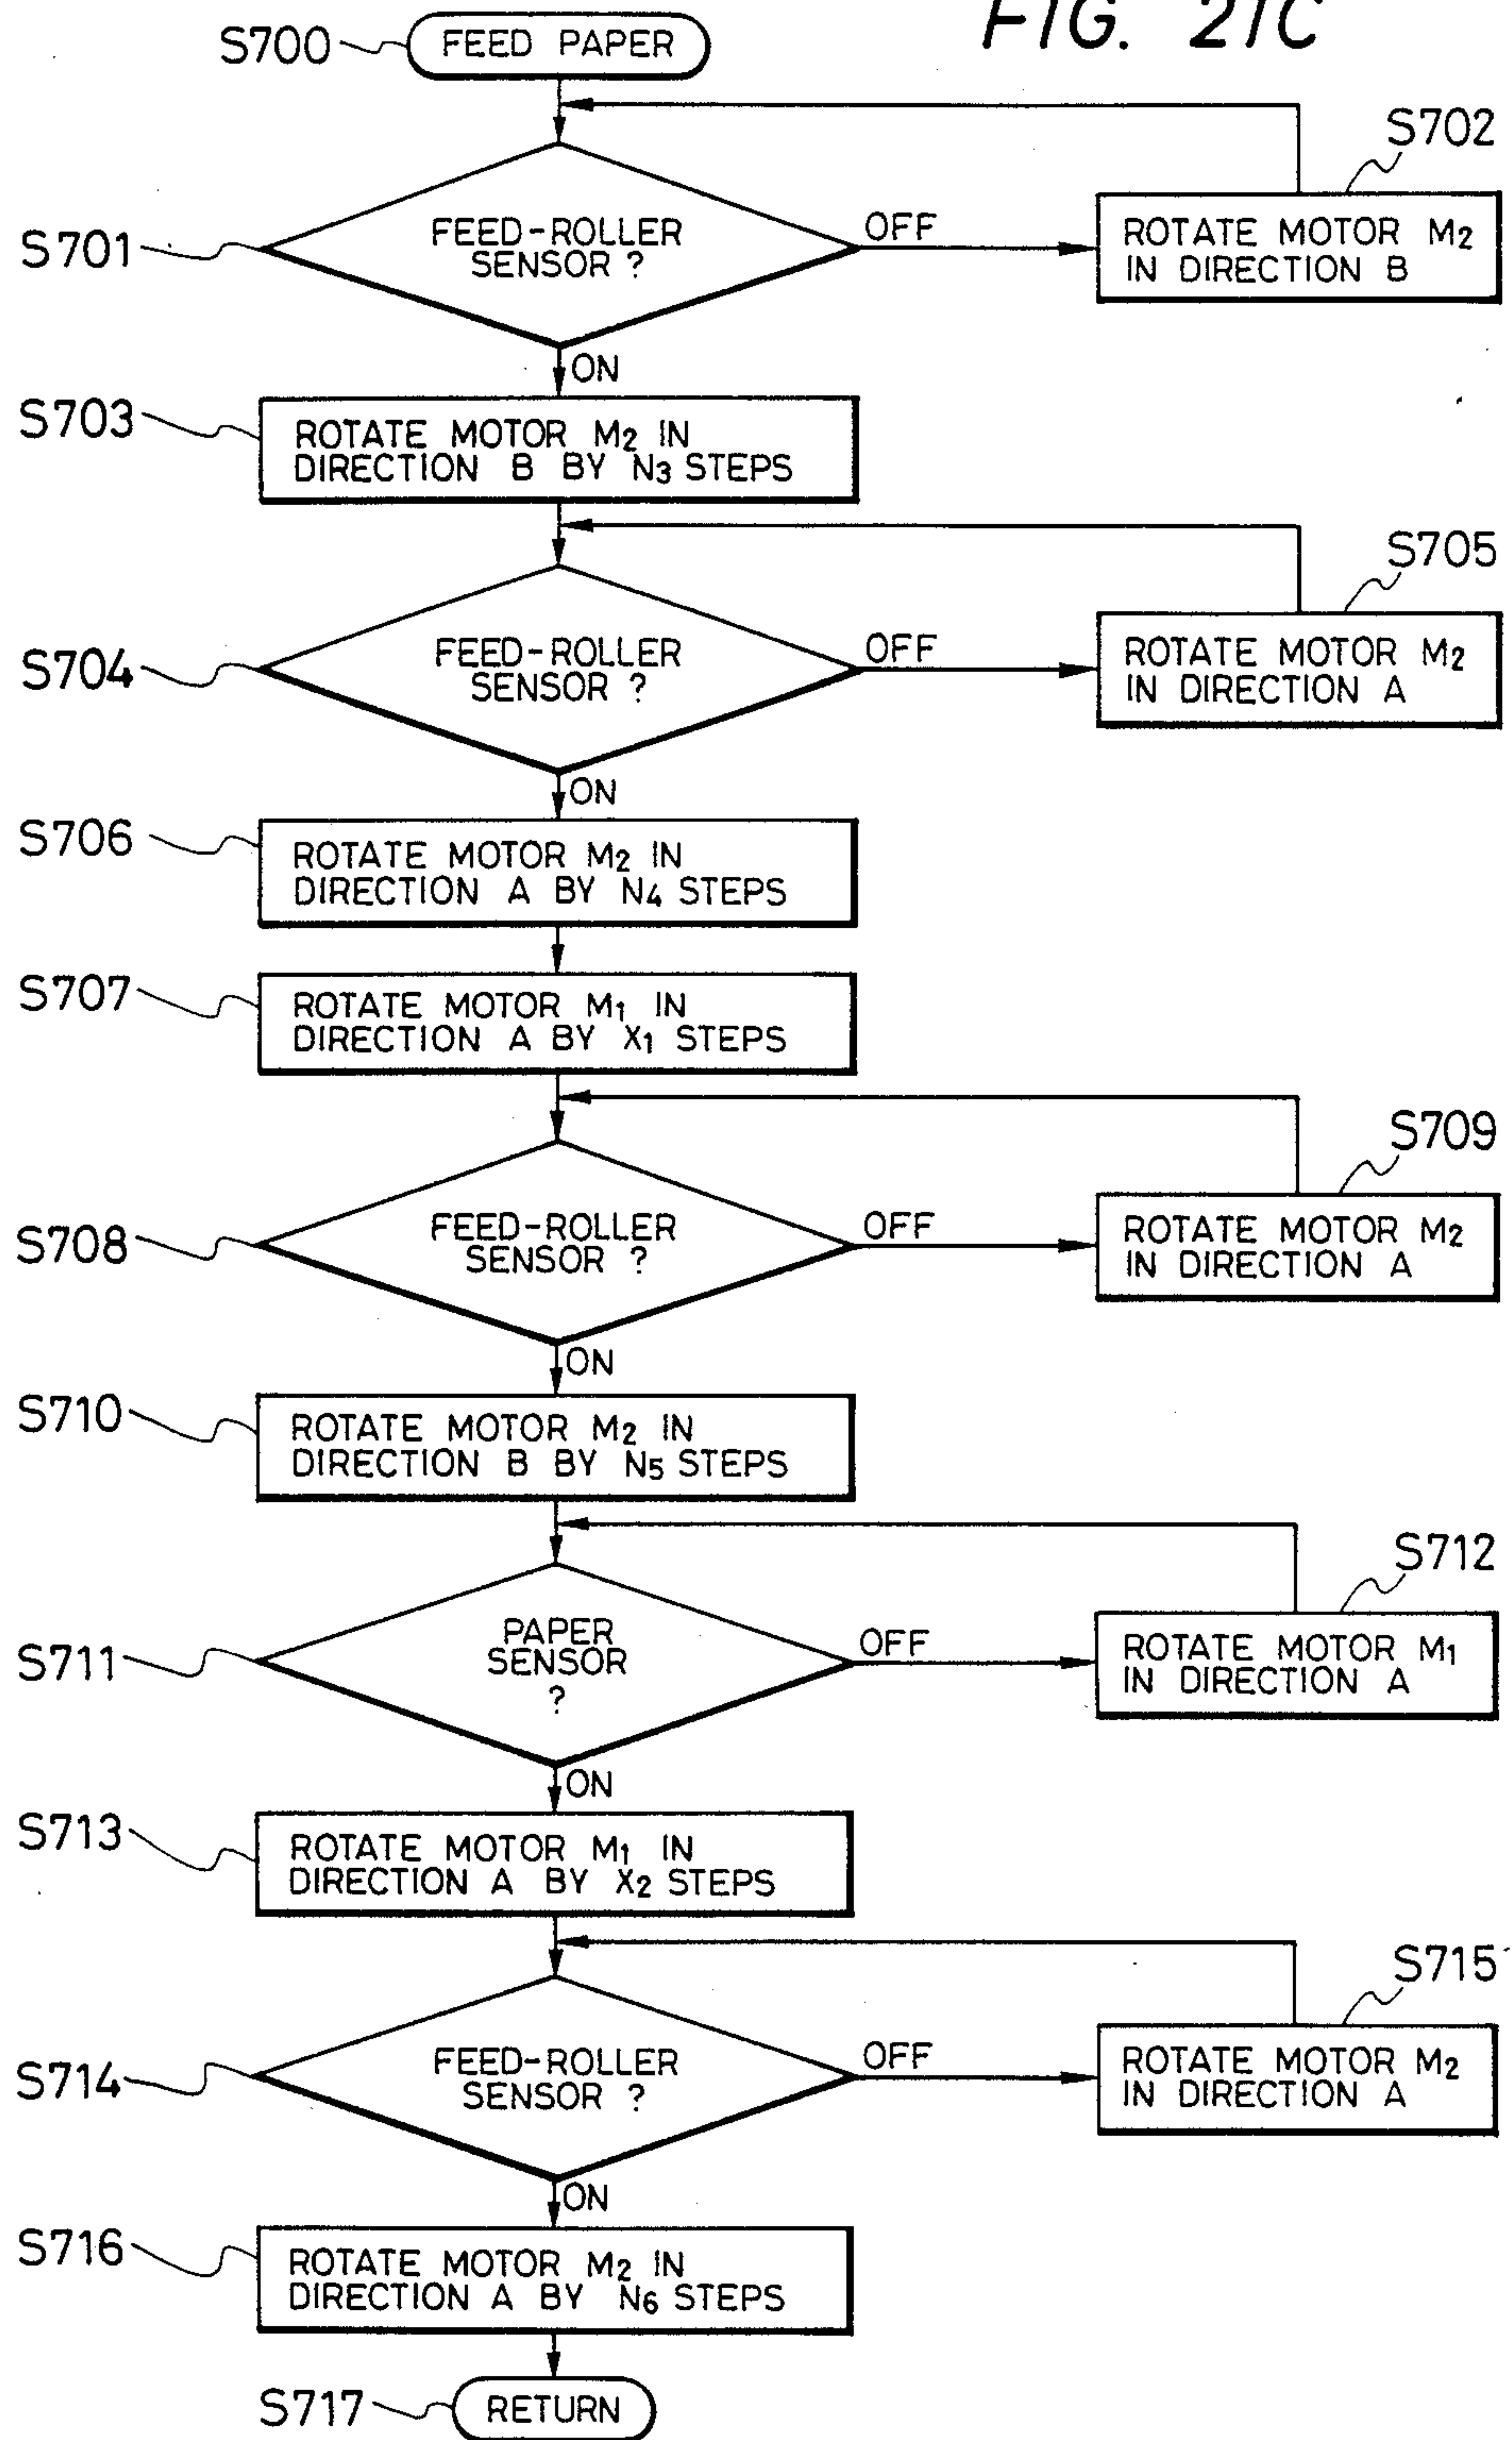 FIG. 21C
S700
FEED PAPER
S701
FEED-ROLLER
SENSOR ?
OFF
S702
ROTATE MOTOR M2
IN DIRECTION B
ON
S703
ROTATE MOTOR M2 IN
DIRECTION B BY N3 STEPS
S704
FEED-ROLLER
SENSOR ?
OFF
S705
ROTATE MOTOR M2
IN DIRECTION A
ON
S706
ROTATE MOTOR M2 IN
DIRECTION A BY N4 STEPS
S707
ROTATE MOTOR M1 IN
DIRECTION A BY X1 STEPS
S708
FEED-ROLLER
SENSOR ?
OFF
S709
ROTATE MOTOR M2
IN DIRECTION A
ON
S710
ROTATE MOTOR M2 IN
DIRECTION B BY N5 STEPS
S711
PAPER
SENSOR
?
OFF
S712
ROTATE MOTOR M1
IN DIRECTION A
ON
S713
ROTATE MOTOR M1 IN
DIRECTION A BY X2 STEPS
S714
FEED-ROLLER
SENSOR ?
OFF
S715
ROTATE MOTOR M2
IN DIRECTION A
ON
S716
ROTATE MOTOR M2 IN
DIRECTION A BY N6 STEPS
S717
RETURN